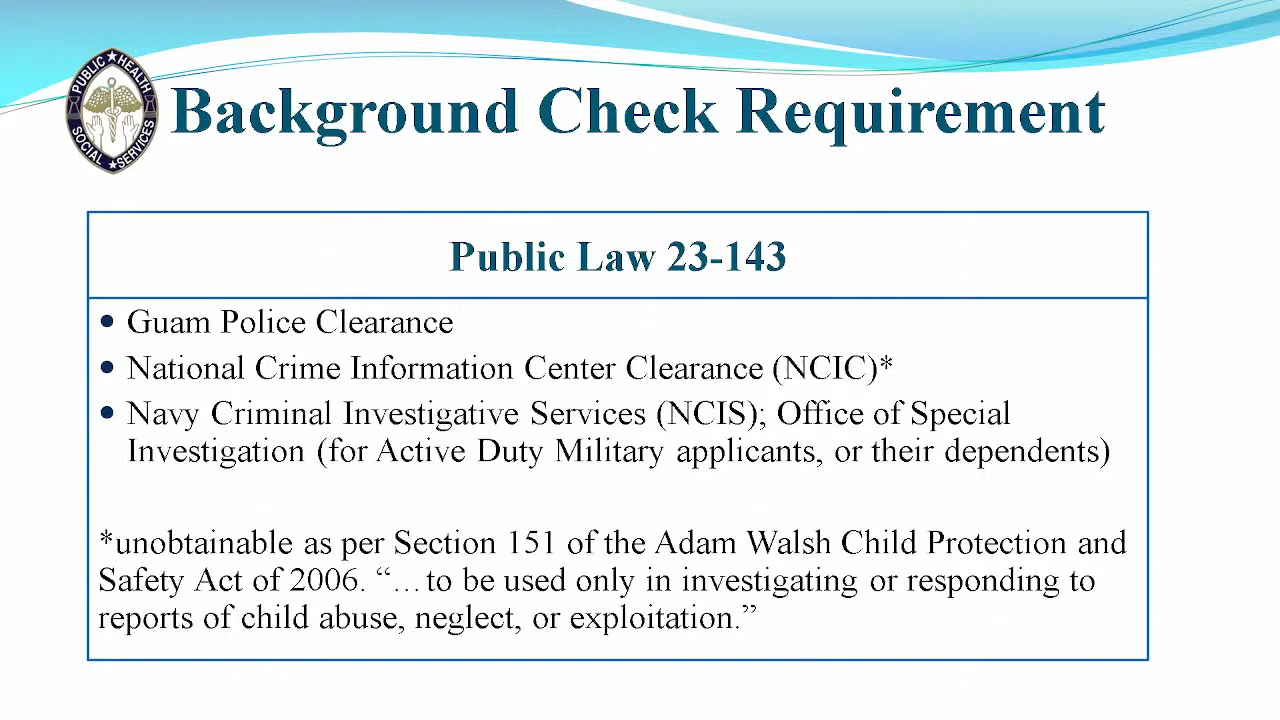 PUBLIC HEALTH
SOCIAL SERVICES
Background Check Requirement
Public Law 23-143
• Guam Police Clearance
• National Crime Information Center Clearance (NCIC)*
• Navy Criminal Investigative Services (NCIS); Office of Special
Investigation (for Active Duty Military applicants, or their dependents)
*unobtainable as per Section 151 of the Adam Walsh Child Protection and
Safety Act of 2006. “…to be used only in investigating or responding to
reports of child abuse, neglect, or exploitation.”